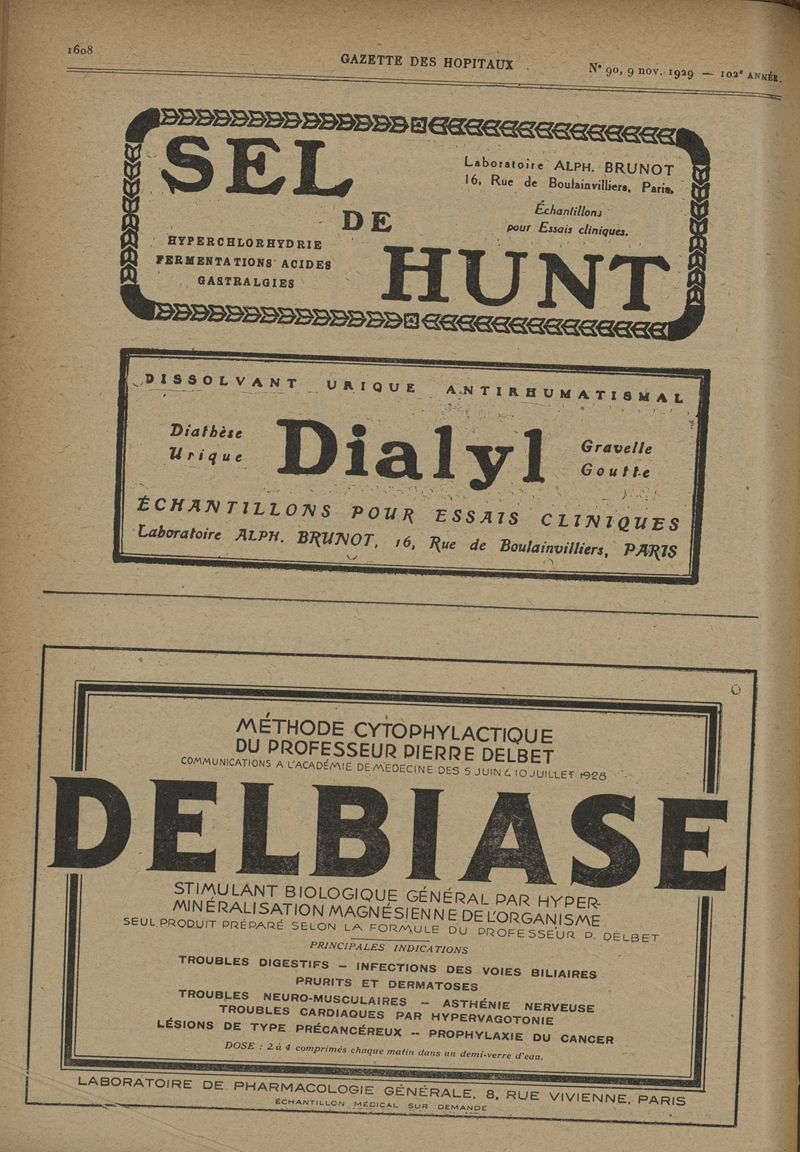 1608
GAZETTE DES HOPITAUX
N° 90, 9 nov. 1929 — 102e ANNÉE.
SEL
DE
HUNT
Laboratoire ALPH. BRUNOT
16, Rue de Boulainvilliers, Paris.
Échantillons
pour Essais cliniques.
HYPERCHLORHYDRIE
FERMENTATIONS ACIDES
GASTRALGIES
DISSOLVANT URIQUE ANTIRHUMATISMAL
Diathèse
Urique
Dialyl
Gravelle
Goutte
ÉCHANTILLONS POUR ESSAIS CLINIQUES
Laboratoire ALPH. BRUNOT, 16, Rue de Boulainvilliers, PARIS
MÉTHODE CYTOPHYLACTIQUE
DU PROFESSEUR PIERRE DELBET
COMMUNICATIONS A L'ACADÉMIE DE MEDECINE DES 5 JUIN & 10 JUILLET 1928
DELBIASE
STIMULANT BIOLOGIQUE GÉNÉRAL PAR HYPER-
MINÉRALISATION MAGNÉSIENNE DE L'ORGANISME
SEUL PRODUIT PRÉPARÉ SELON LA FORMULE DU PROFESSEUR P. DELBET
PRINCIPALES INDICATIONS
TROUBLES DIGESTIFS – INFECTIONS DES VOIES BILIAIRES
PRURITS ET DERMATOSES
TROUBLES NEURO-MUSCULAIRES – ASTHÉNIE NERVEUSE
TROUBLES CARDIAQUES PAR HYPERVAGOTONIE
LÉSIONS DE TYPE PRÉCANCÉREUX -- PROPHYLAXIE DU CANCER
DOSE : 2 à 4 comprimés chaque matin dans un demi-verre d'eau.
LABORATOIRE DE PHARMACOLOGIE GÉNÉRALE, 8, RUE VIVIENNE, PARIS
ÉCHANTILLON MÉDICAL SUR DEMANDE